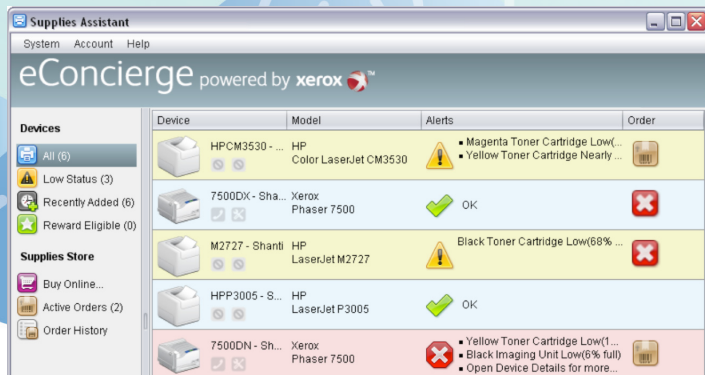 Supplies Assistant
System Account Help
eConcierge powered by xerox ™
Devices
All (6)
Low Status (3)
Recently Added (6)
Reward Eligible (0)
Supplies Store
Buy Online...
Active Orders (2)
Order History
Device Model Alerts Order
HPCM3530 - ... HP
Color LaserJet CM3530
▪ Magenta Toner Cartridge Low(...
▪ Yellow Toner Cartridge Nearly ...
7500DX - Sha... Xerox
Phaser 7500
OK
M2727 - Shanti HP
LaserJet M2727
Black Toner Cartridge Low(68% ...
HPP3005 - S... HP
LaserJet P3005
OK
7500DN - Sh... Xerox
Phaser 7500
▪ Yellow Toner Cartridge Low(1...
▪ Black Imaging Unit Low(6% full)
▪ Open Device Details for more...